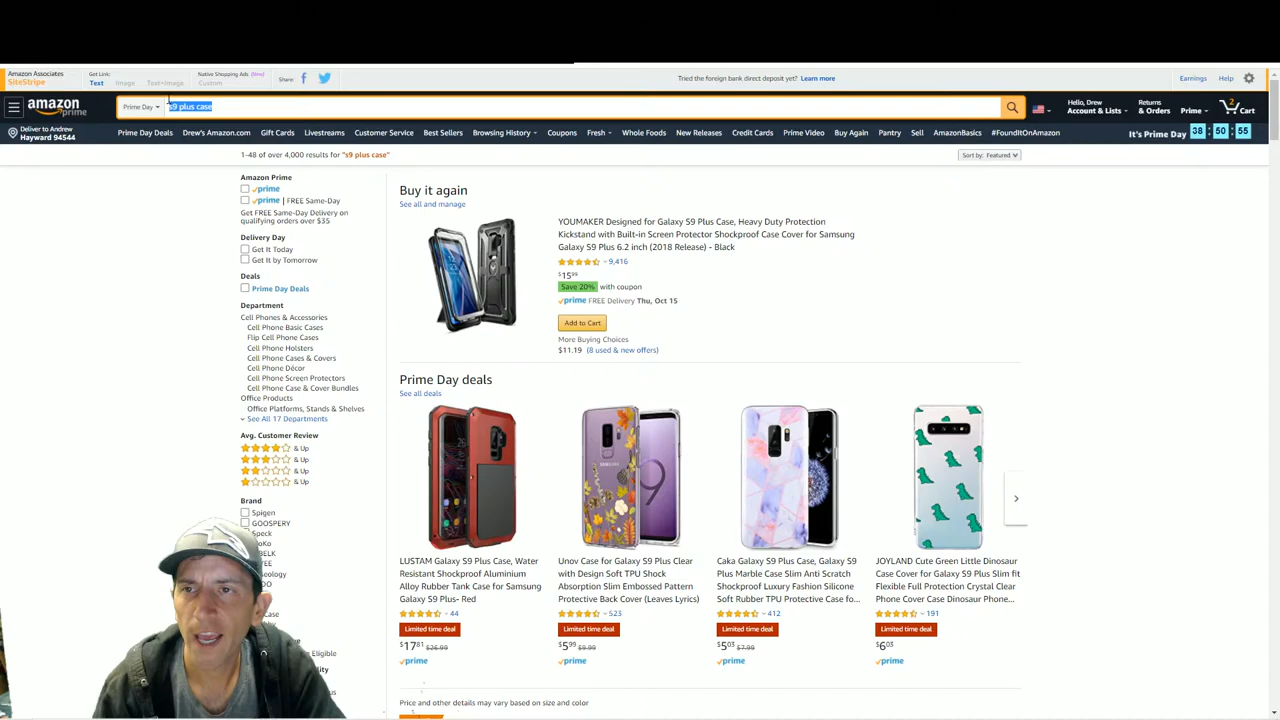 Amazon Associates
SiteStripe
Get Link:
Text
Image
Text+Image
Native Shopping Ads (New)
Custom
Share:
Tried the foreign bank direct deposit yet? Learn more
Earnings
Help
amazon
prime
Prime Day
s9 plus case
Hello, Drew
Account & Lists
Returns
& Orders
Prime
2
Cart
Deliver to Andrew
Hayward 94544
Prime Day Deals
Drew's Amazon.com
Gift Cards
Livestreams
Customer Service
Best Sellers
Browsing History
Coupons
Fresh
Whole Foods
New Releases
Credit Cards
Prime Video
Buy Again
Pantry
Sell
AmazonBasics
#FoundItOnAmazon
It's Prime Day 38 : 50 : 55
1-48 of over 4,000 results for "s9 plus case"
Sort by: Featured
Amazon Prime
prime
prime | FREE Same-Day
Get FREE Same-Day Delivery on
qualifying orders over $35
Delivery Day
Get It Today
Get It by Tomorrow
Deals
Prime Day Deals
Department
Cell Phones & Accessories
Cell Phone Basic Cases
Flip Cell Phone Cases
Cell Phone Holsters
Cell Phone Cases & Covers
Cell Phone Décor
Cell Phone Screen Protectors
Cell Phone Case & Cover Bundles
Office Products
Office Platforms, Stands & Shelves
See All 17 Departments
Avg. Customer Review
& Up
& Up
& Up
& Up
Brand
Spigen
GOOSPERY
Speck
Buy it again
See all and manage
YOUMAKER Designed for Galaxy S9 Plus Case, Heavy Duty Protection
Kickstand with Built-in Screen Protector Shockproof Case Cover for Samsung
Galaxy S9 Plus 6.2 inch (2018 Release) - Black
9,416
$15.99
Save 20% with coupon
prime FREE Delivery Thu, Oct 15
Add to Cart
More Buying Choices
$11.19 (8 used & new offers)
Prime Day deals
See all deals
LUSTAM Galaxy S9 Plus Case, Water
Resistant Shockproof Aluminium
Alloy Rubber Tank Case for Samsung
Galaxy S9 Plus- Red
44
Limited time deal
$17.81 $26.99
prime
Unov Case for Galaxy S9 Plus Clear
with Design Soft TPU Shock
Absorption Slim Embossed Pattern
Protective Back Cover (Leaves Lyrics)
523
Limited time deal
$5.99 $9.99
prime
Caka Galaxy S9 Plus Case, Galaxy S9
Plus Marble Case Slim Anti Scratch
Shockproof Luxury Fashion Silicone
Soft Rubber TPU Protective Case fo...
412
Limited time deal
$5.03 $7.99
prime
JOYLAND Cute Green Little Dinosaur
Case Cover for Galaxy S9 Plus Slim fit
Flexible Full Protection Crystal Clear
Phone Cover Case Dinosaur Phone...
191
Limited time deal
$6.03
prime
Price and other details may vary based on size and color